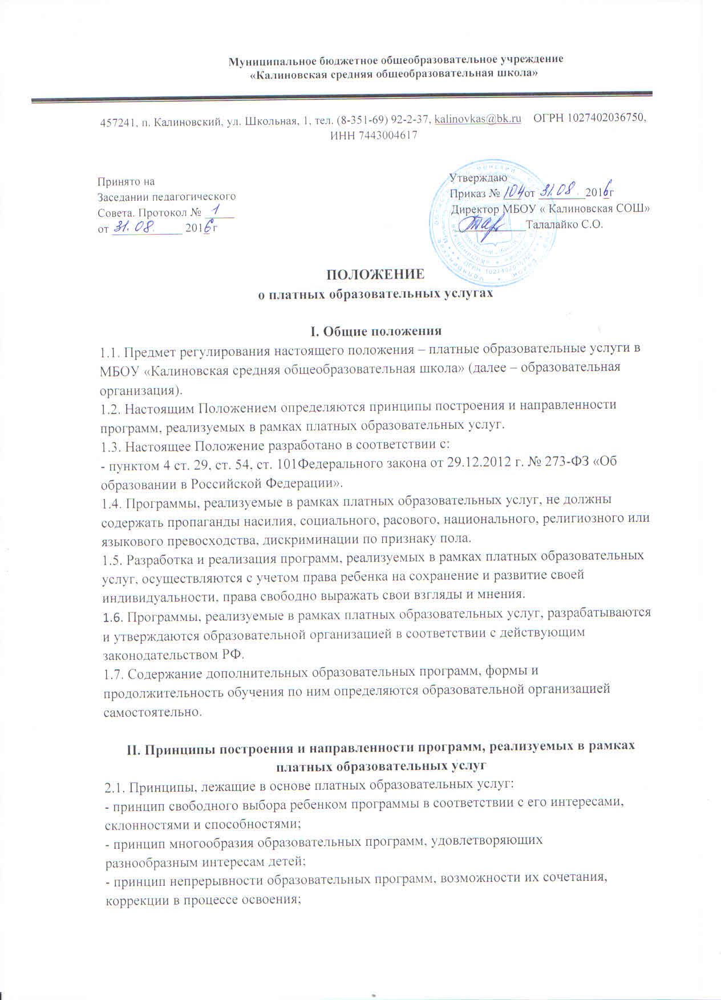 Муниципальное бюджетное общеобразовательное учреждение
«Калиновская средняя общеобразовательная школа»
457241, п. Калиновский, ул. Школьная, 1, тел. (8-351-69) 92-2-37, kalinovkas@bk.ru ОГРН 1027402036750,
ИНН 7443004617
Принято на
Заседании педагогического
Совета. Протокол № 1
от 31.08. 2016 г
Утверждаю
Приказ № 104 от 31.08. 2016г
Директор МБОУ « Калиновская СОШ»
Талалайко С.О.
ПОЛОЖЕНИЕ
о платных образовательных услугах
I. Общие положения
1.1. Предмет регулирования настоящего положения – платные образовательные услуги в
МБОУ «Калиновская средняя общеобразовательная школа» (далее – образовательная
организация).
1.2. Настоящим Положением определяются принципы построения и направленности
программ, реализуемых в рамках платных образовательных услуг.
1.3. Настоящее Положение разработано в соответствии с:
- пунктом 4 ст. 29, ст. 54, ст. 101Федерального закона от 29.12.2012 г. № 273-ФЗ «Об
образовании в Российской Федерации».
1.4. Программы, реализуемые в рамках платных образовательных услуг, не должны
содержать пропаганды насилия, социального, расового, национального, религиозного или
языкового превосходства, дискриминации по признаку пола.
1.5. Разработка и реализация программ, реализуемых в рамках платных образовательных
услуг, осуществляются с учетом права ребенка на сохранение и развитие своей
индивидуальности, права свободно выражать свои взгляды и мнения.
1.6. Программы, реализуемые в рамках платных образовательных услуг, разрабатываются
и утверждаются образовательной организацией в соответствии с действующим
законодательством РФ.
1.7. Содержание дополнительных образовательных программ, формы и
продолжительность обучения по ним определяются образовательной организацией
самостоятельно.
II. Принципы построения и направленности программ, реализуемых в рамках
платных образовательных услуг
2.1. Принципы, лежащие в основе платных образовательных услуг:
- принцип свободного выбора ребенком программы в соответствии с его интересами,
склонностями и способностями;
- принцип многообразия образовательных программ, удовлетворяющих
разнообразным интересам детей;
- принцип непрерывности образовательных программ, возможности их сочетания,
коррекции в процессе освоения;